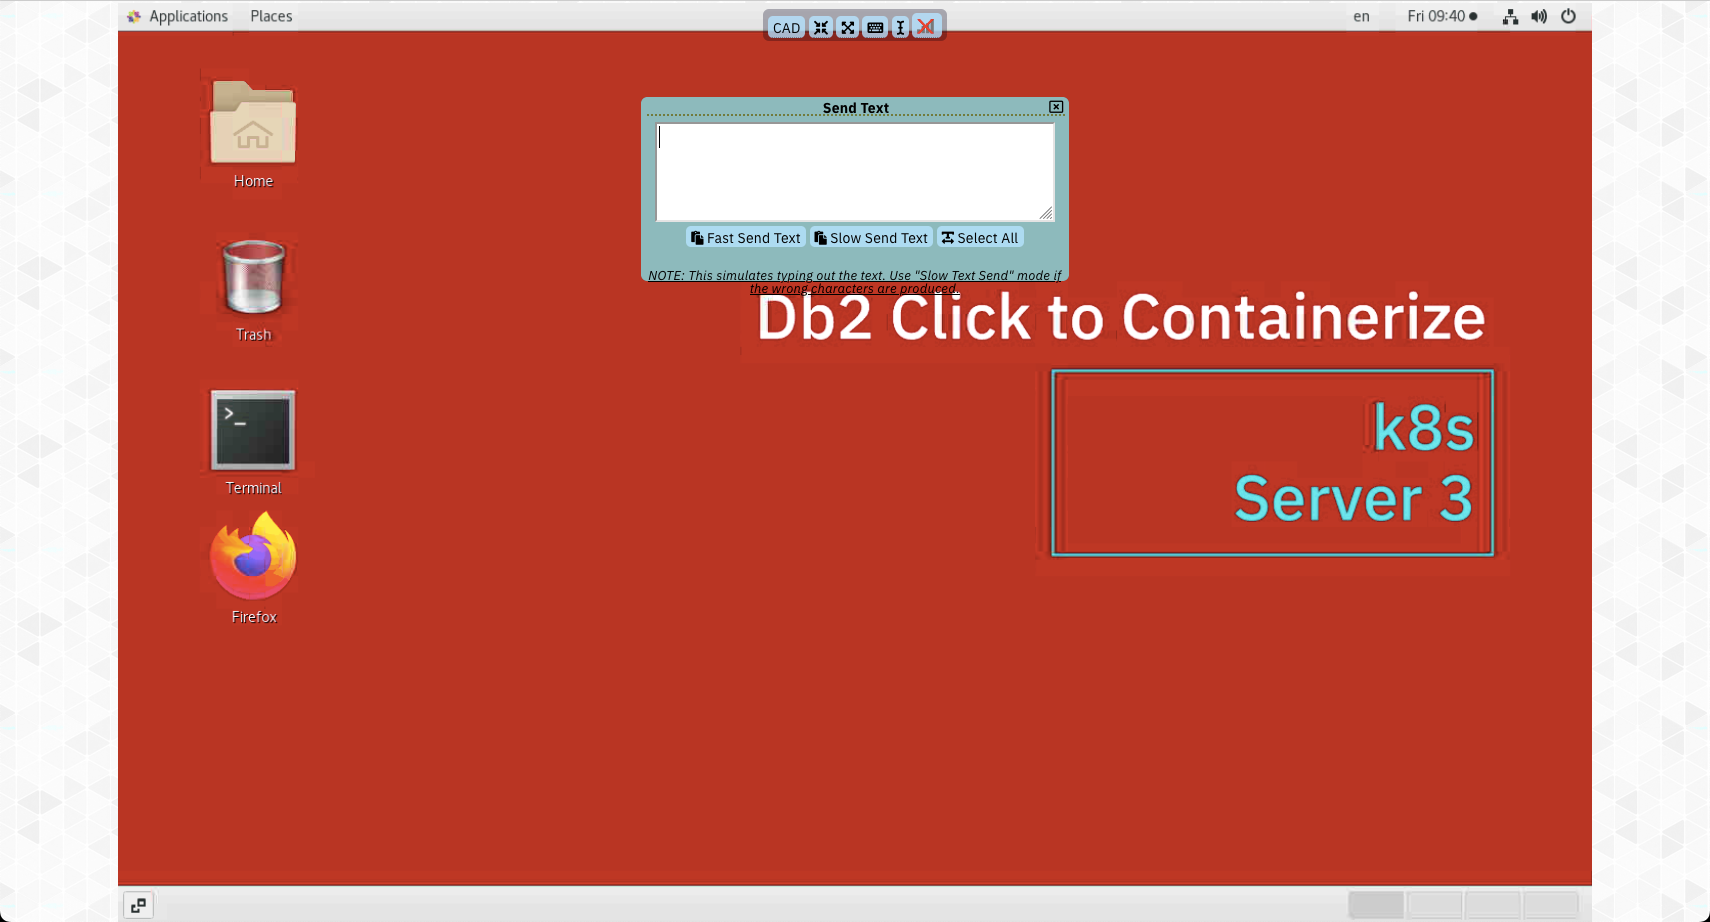 Applications Places
CAD
en Fri 09:40
Home
Trash
Terminal
Firefox
Send Text
Fast Send Text Slow Send Text Select All
NOTE: This simulates typing out the text. Use "Slow Text Send" mode if
the wrong characters are produced.
Db2 Click to Containerize
k8s
Server 3